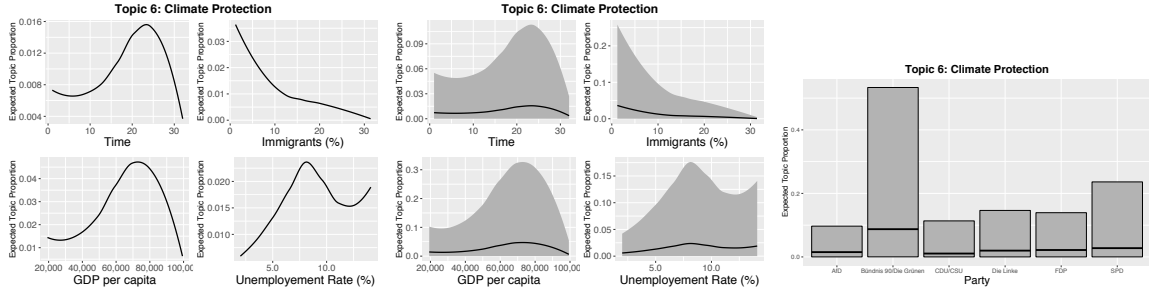 Topic 6: Climate Protection
Expected Topic Proportion
0.016
0.012
0.008
0.004
0 10 20 30
Time
Expected Topic Proportion
0.03
0.02
0.01
0.00
0 10 20 30
Immigrants (%)
Expected Topic Proportion
0.04
0.03
0.02
0.01
20,000 40,000 60,000 80,000 100,00
GDP per capita
Expected Topic Proportion
0.020
0.015
0.010
5.0 10.0
Unemployement Rate (%)
Topic 6: Climate Protection
Expected Topic Proportion
0.09
0.06
0.03
0.00
0 10 20 30
Time
Expected Topic Proportion
0.2
0.1
0.0
0 10 20 30
Immigrants (%)
Expected Topic Proportion
0.3
0.2
0.1
0.0
20,000 40,000 60,000 80,000 100,00
GDP per capita
Expected Topic Proportion
0.15
0.10
0.05
0.00
5.0 10.0
Unemployement Rate (%)
Topic 6: Climate Protection
Expected Topic Proportion
0.4
0.2
0.0
AfD Bündnis 90/Die Grünen CDU/CSU Die Linke FDP SPD
Party